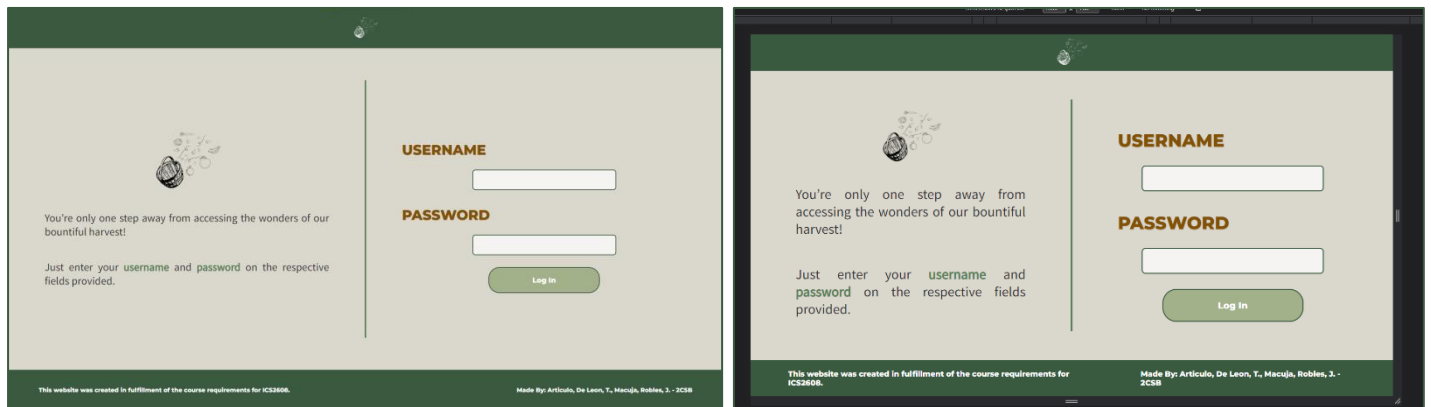 You're only one step away from accessing the wonders of our
bountiful harvest!
Just enter your username and password on the respective
fields provided.
USERNAME
PASSWORD
Log In
This website was created in fulfillment of the course requirements for ICS2608.
Made By: Articulo, De Leon, T., Macuja, Robles, J. - 2CSB
You're only one step away from
accessing the wonders of our bountiful
harvest!
Just enter your username and
password on the respective fields
provided.
USERNAME
PASSWORD
Log In
This website was created in fulfillment of the course requirements for
ICS2608.
Made By: Articulo, De Leon, T., Macuja, Robles, J. -
2CSB